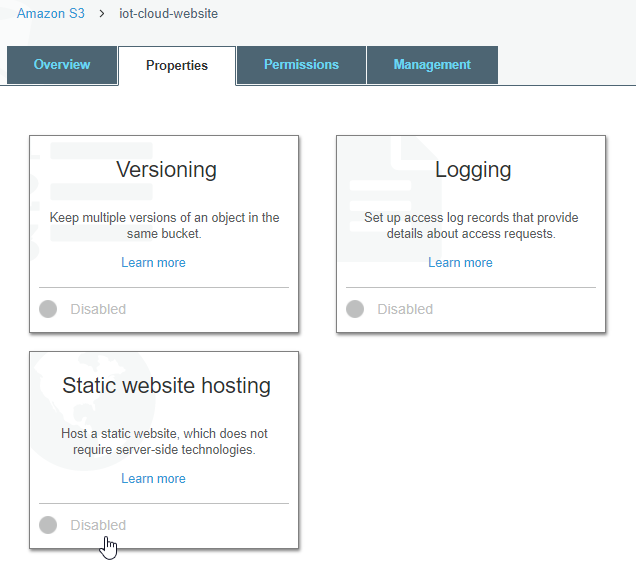 Amazon S3 > iot-cloud-website
Overview Properties Permissions Management
Versioning
Keep multiple versions of an object in the
same bucket.
Learn more
Disabled
Logging
Set up access log records that provide
details about access requests.
Learn more
Disabled
Static website hosting
Host a static website, which does not
require server-side technologies.
Learn more
Disabled